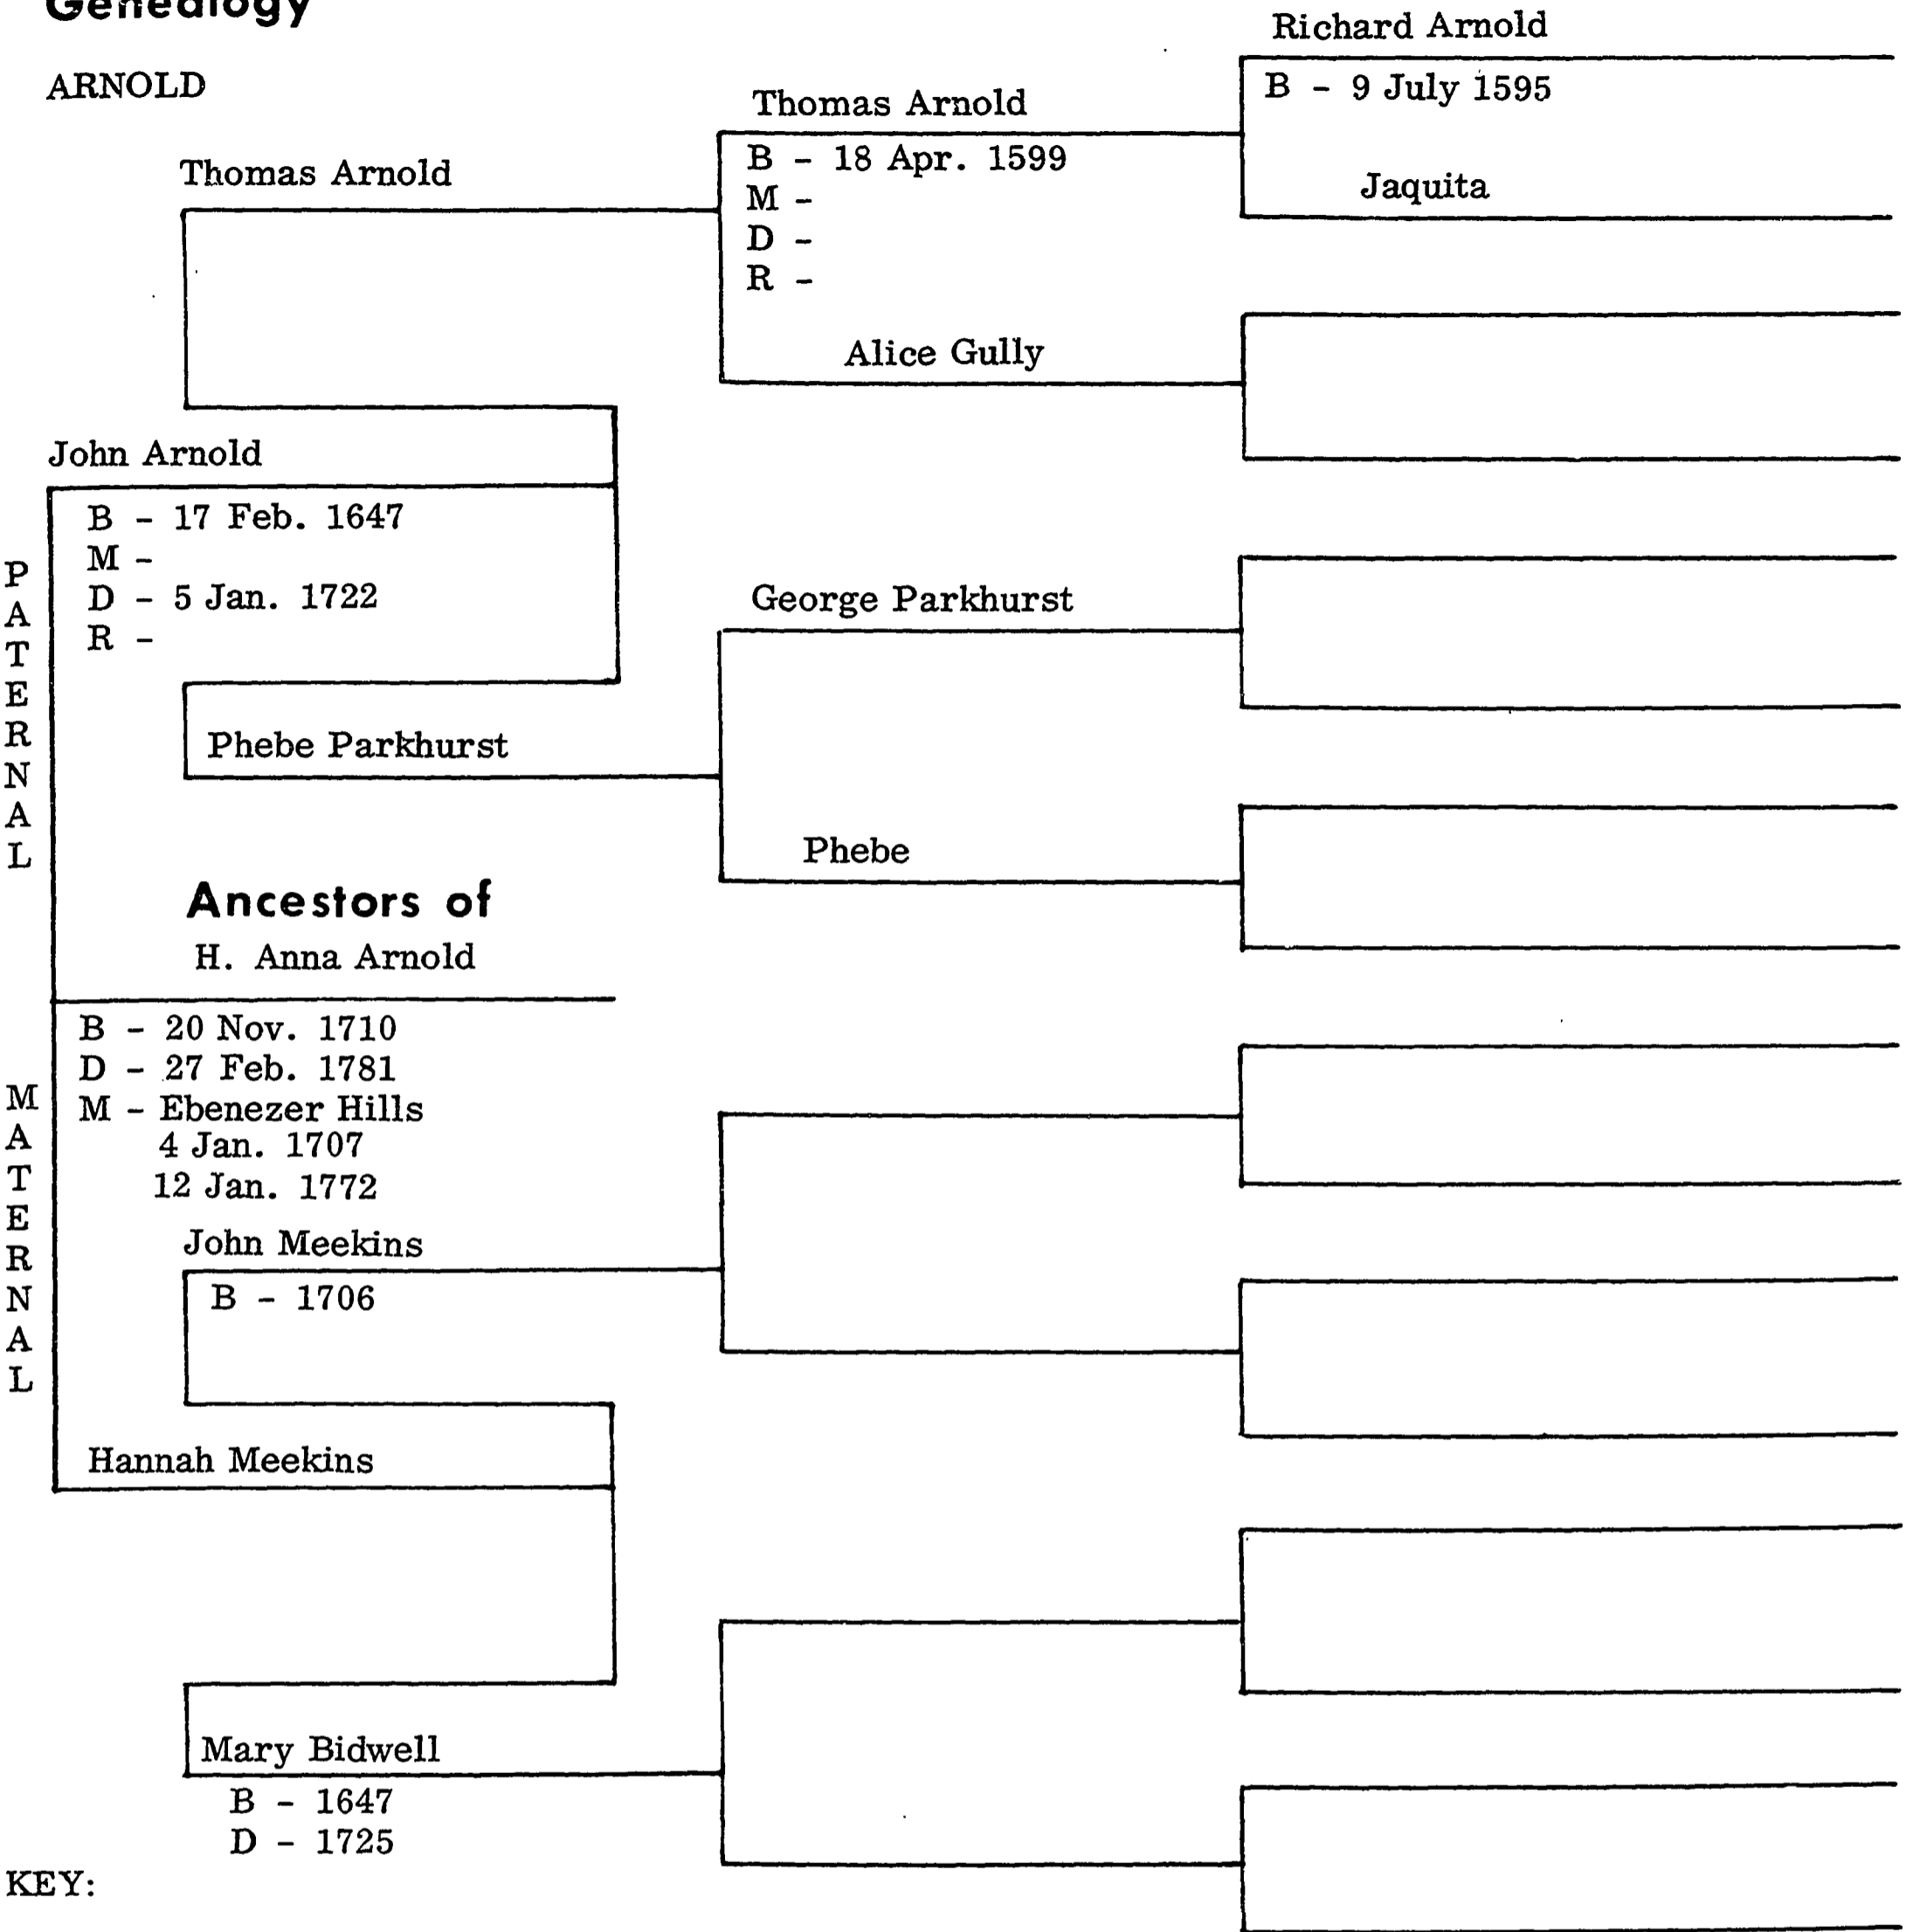 Genealogy
ARNOLD
Richard Arnold
B - 9 July 1595
Jaquita
Thomas Arnold
B - 18 Apr. 1599
M -
D -
R -
Alice Gully
Thomas Arnold
John Arnold
B - 17 Feb. 1647
M -
D - 5 Jan. 1722
R -
George Parkhurst
Phebe Parkhurst
Phebe
PATERNAL
Ancestors of
H. Anna Arnold
B - 20 Nov. 1710
D - 27 Feb. 1781
M - Ebenezer Hills
4 Jan. 1707
12 Jan. 1772
MATERNAL
John Meekins
B - 1706
Hannah Meekins
Mary Bidwell
B - 1647
D - 1725
KEY: